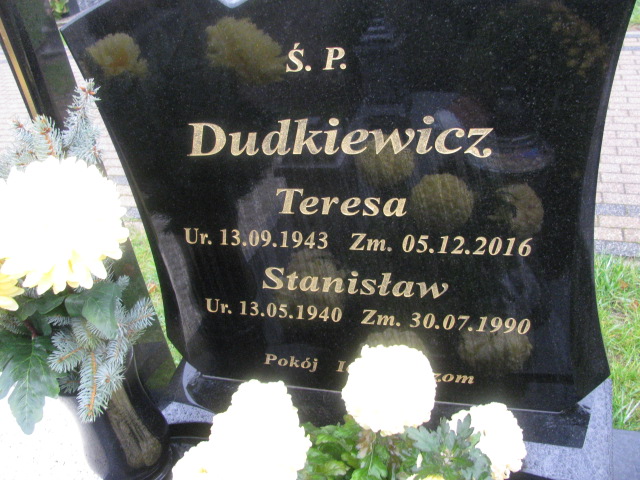 Ś. P.
Dudkiewicz
Teresa
Ur. 13.09.1943 Zm. 05.12.2016
Stanisław
Ur. 13.05.1940 Zm. 30.07.1990
Pokój